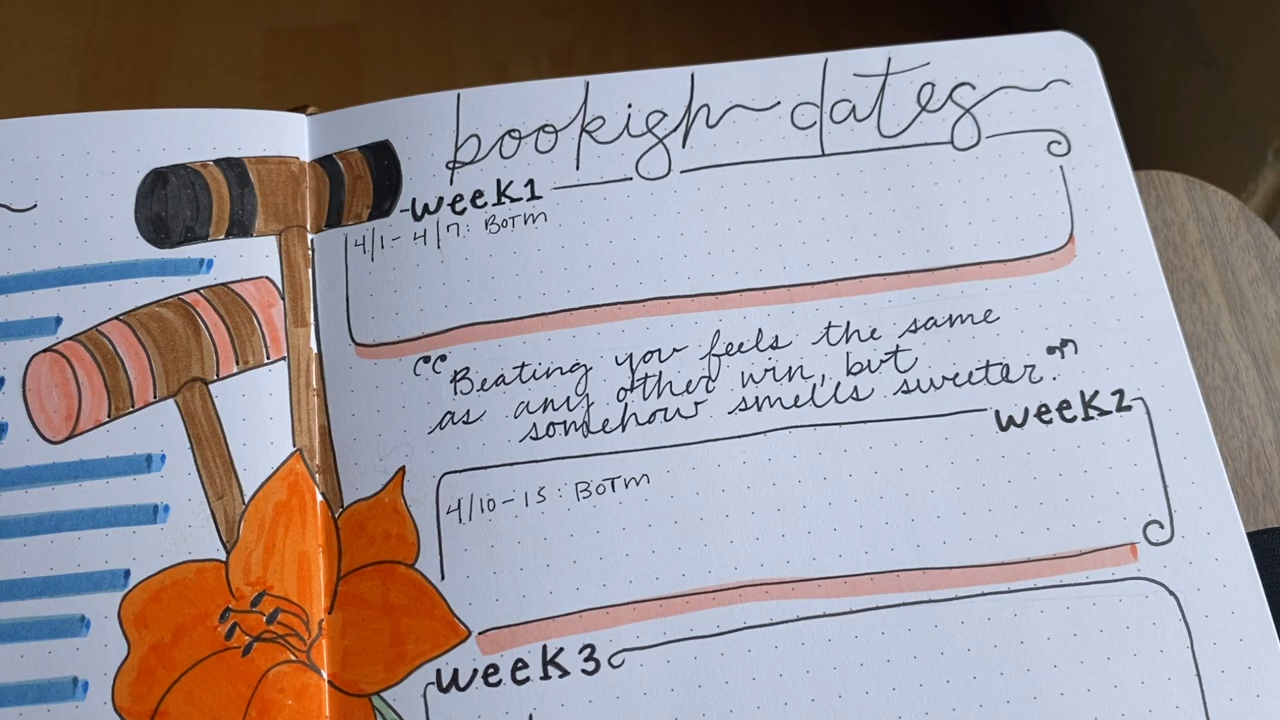 bookish dates
week1
4/1 - 4/7: BOTM
"Beating you feels the same
as any other win, but
somehow smells sweeter."
week2
4/10-15: BOTM
week3